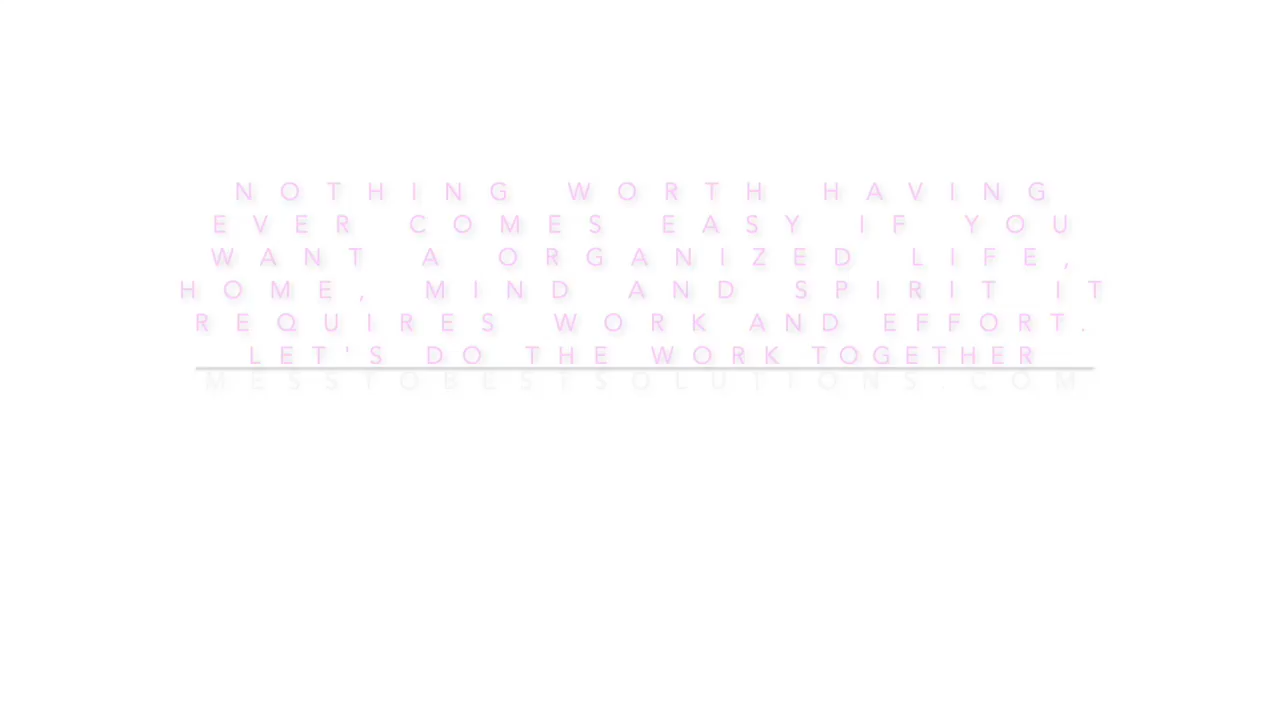 NOTHING WORTH HAVING
EVER COMES EASY IF YOU
WANT A ORGANIZED LIFE,
HOME, MIND AND SPIRIT IT
REQUIRES WORK AND EFFORT.
LET'S DO THE WORK TOGETHER
MESSTOBESTSOLUTIONS.COM